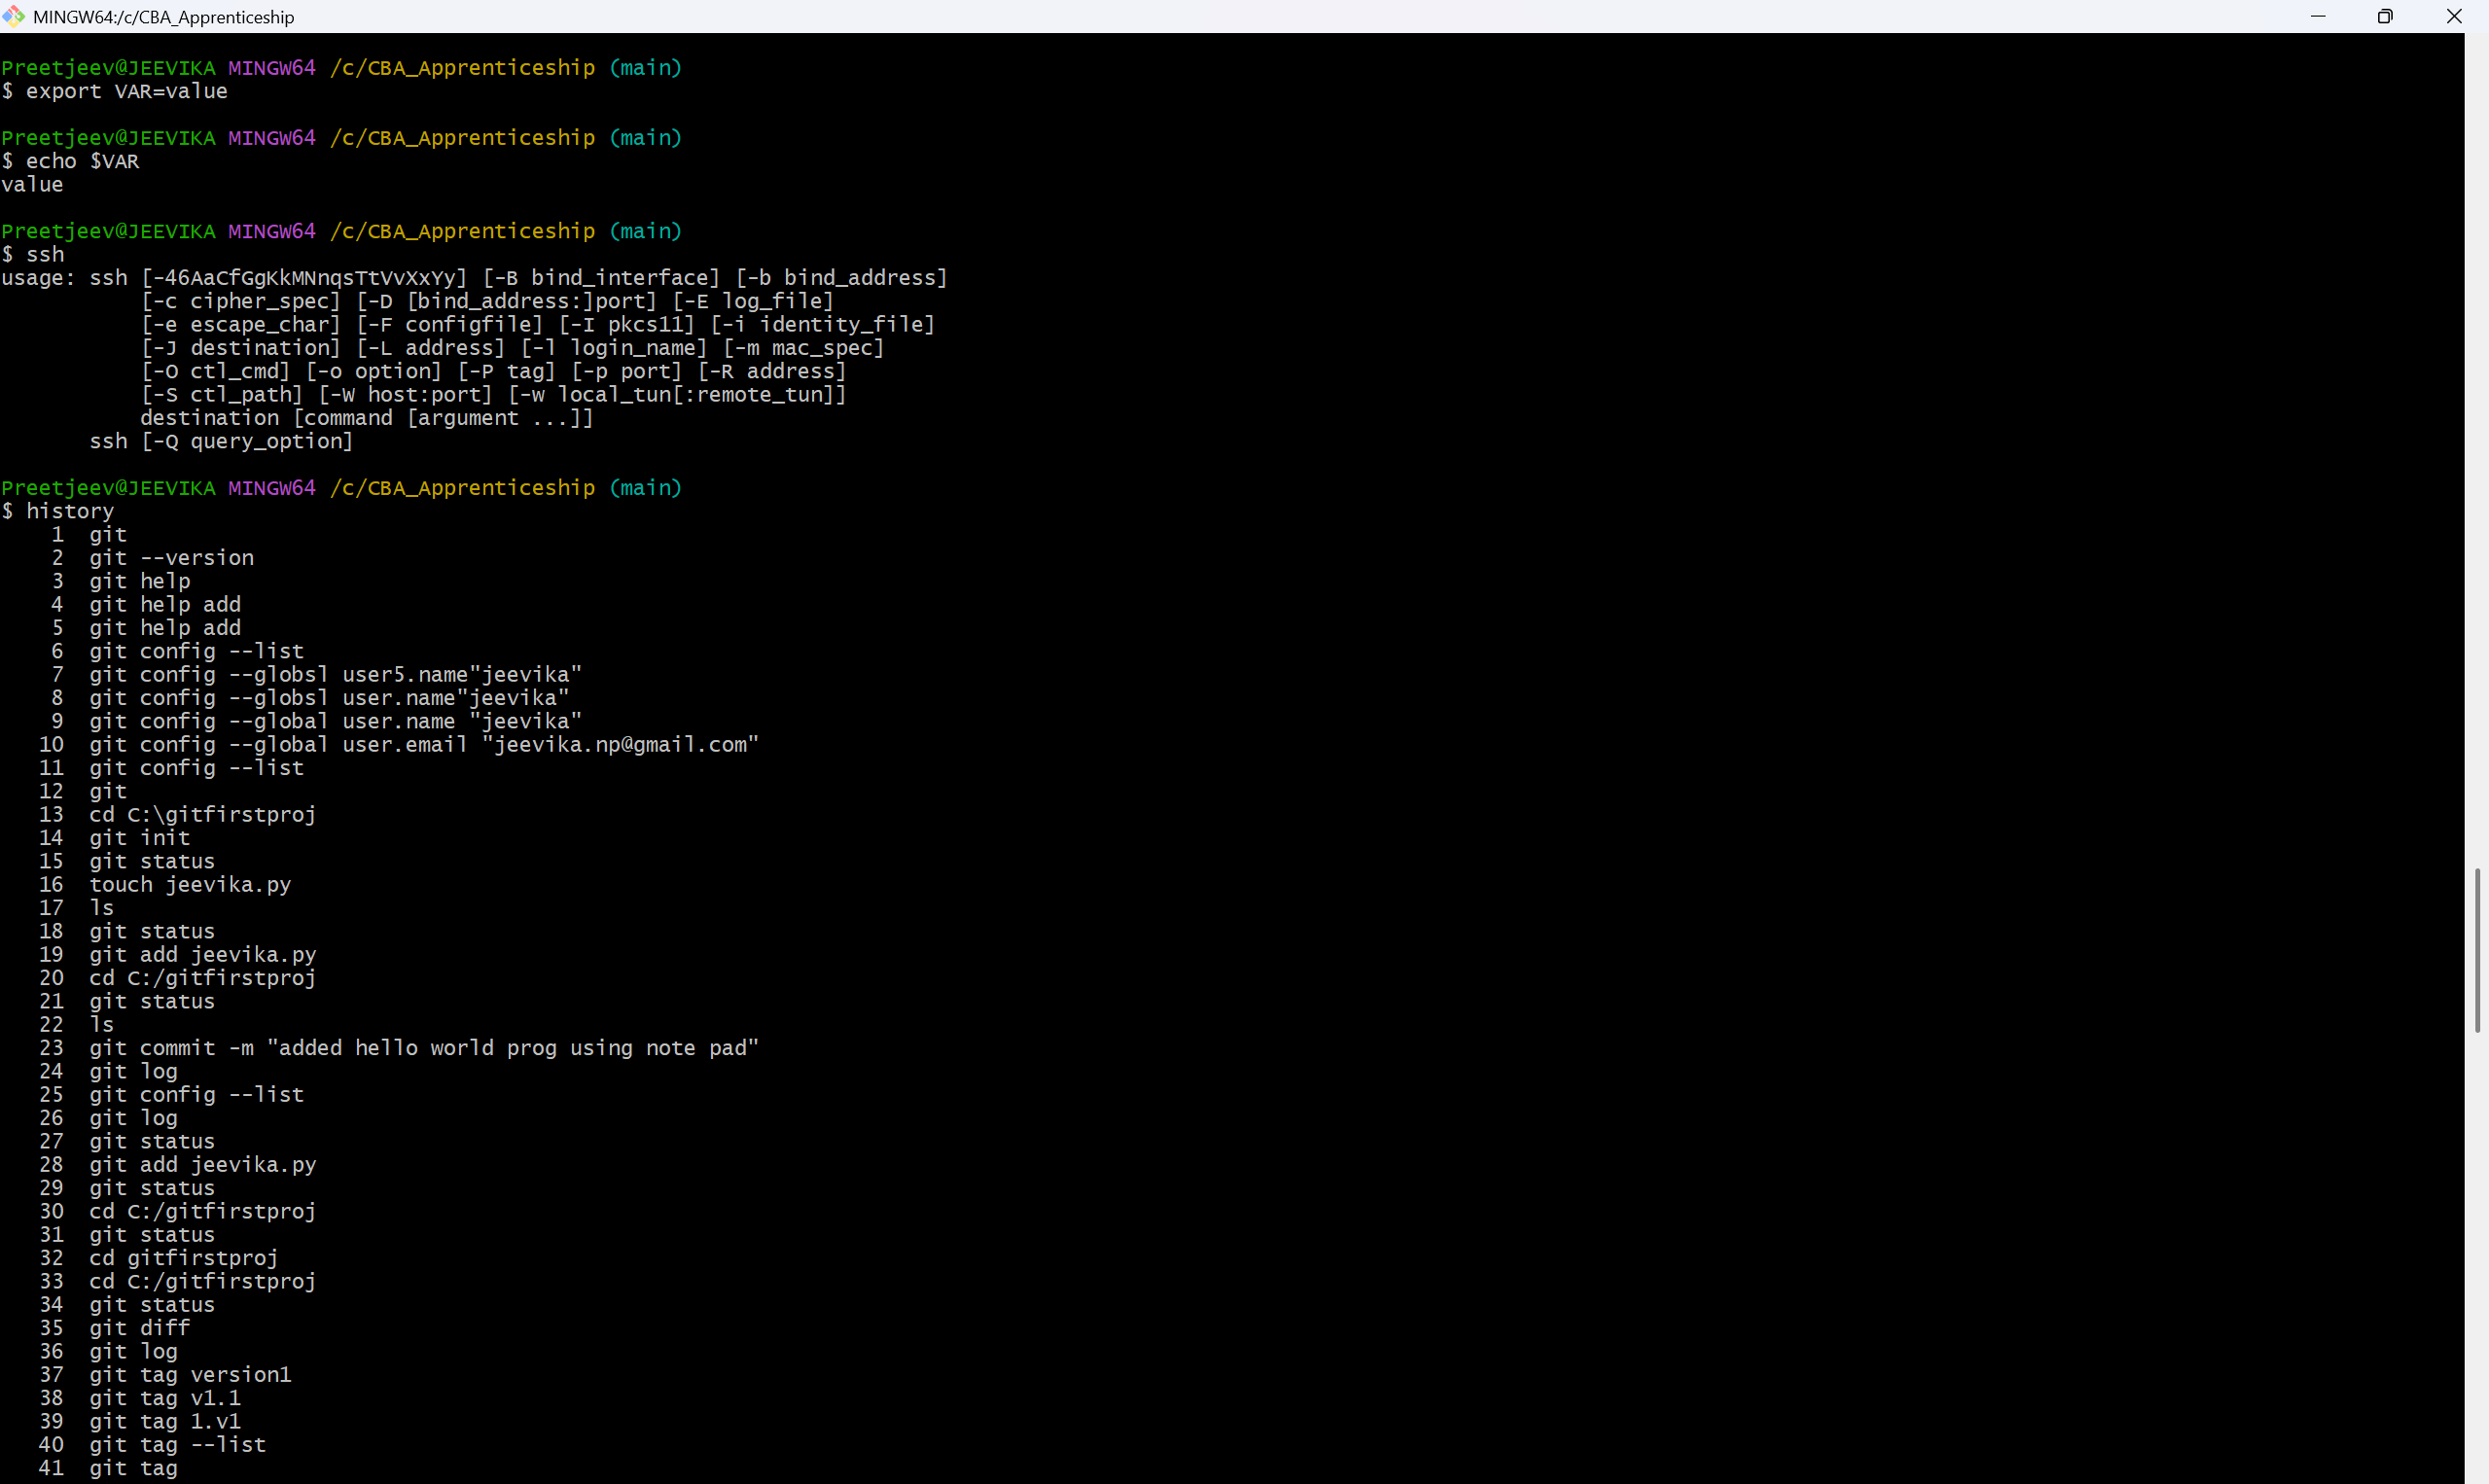 MINGW64:/c/CBA_Apprenticeship
Preetjeev@JEEVIKA MINGW64 /c/CBA_Apprenticeship (main)
$ export VAR=value
Preetjeev@JEEVIKA MINGW64 /c/CBA_Apprenticeship (main)
$ echo $VAR
value
Preetjeev@JEEVIKA MINGW64 /c/CBA_Apprenticeship (main)
$ ssh
usage: ssh [-46AaCfGgKkMNnqsTtVvXxYy] [-B bind_interface] [-b bind_address]
           [-c cipher_spec] [-D [bind_address:]port] [-E log_file]
           [-e escape_char] [-F configfile] [-I pkcs11] [-i identity_file]
           [-J destination] [-L address] [-l login_name] [-m mac_spec]
           [-O ctl_cmd] [-o option] [-P tag] [-p port] [-R address]
           [-S ctl_path] [-W host:port] [-w local_tun[:remote_tun]]
           destination [command [argument ...]]
       ssh [-Q query_option]
Preetjeev@JEEVIKA MINGW64 /c/CBA_Apprenticeship (main)
$ history
    1  git
    2  git --version
    3  git help
    4  git help add
    5  git help add
    6  git config --list
    7  git config --globsl user5.name"jeevika"
    8  git config --globsl user.name"jeevika"
    9  git config --global user.name "jeevika"
   10  git config --global user.email "jeevika.np@gmail.com"
   11  git config --list
   12  git
   13  cd C:\gitfirstproj
   14  git init
   15  git status
   16  touch jeevika.py
   17  ls
   18  git status
   19  git add jeevika.py
   20  cd C:/gitfirstproj
   21  git status
   22  ls
   23  git commit -m "added hello world prog using note pad"
   24  git log
   25  git config --list
   26  git log
   27  git status
   28  git add jeevika.py
   29  git status
   30  cd C:/gitfirstproj
   31  git status
   32  cd gitfirstproj
   33  cd C:/gitfirstproj
   34  git status
   35  git diff
   36  git log
   37  git tag version1
   38  git tag v1.1
   39  git tag 1.v1
   40  git tag --list
   41  git tag